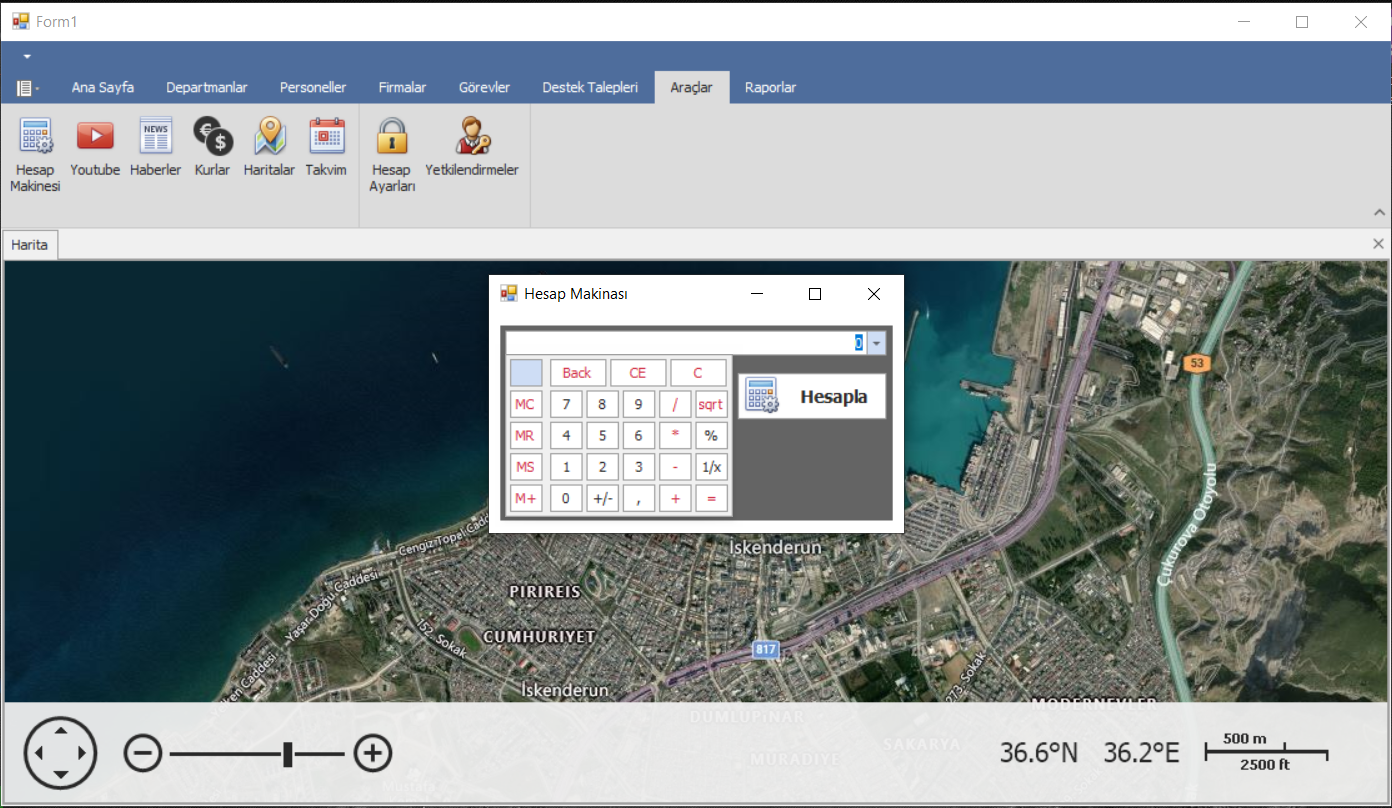 Form1
Ana Sayfa
Departmanlar
Personeller
Firmalar
Görevler
Destek Talepleri
Araçlar
Raporlar
Hesap
Makinesi
Youtube
NEWS
Haberler
Kurlar
Haritalar
Takvim
Hesap
Ayarları
Yetkilendirmeler
Harita
Hesap Makinası
0
Back CE C
MC 7 8 9 / sqrt
MR 4 5 6 * %
MS 1 2 3 - 1/x
M+ 0 +/- , + =
Hesapla
53
Çukurova Otoyolu
Cengiz Topel Cadd
Yaşar Doğu Caddesi
152. Sokak
İskenderun
PIRIREIS
CUMHURIYET
817
İskenderun
273. Sokak
ken Caddesi
MODERNEVLER
DUMLUPiNAR
SAKARYA
MURADIYE
36.6°N 36.2°E
500 m
2500 ft